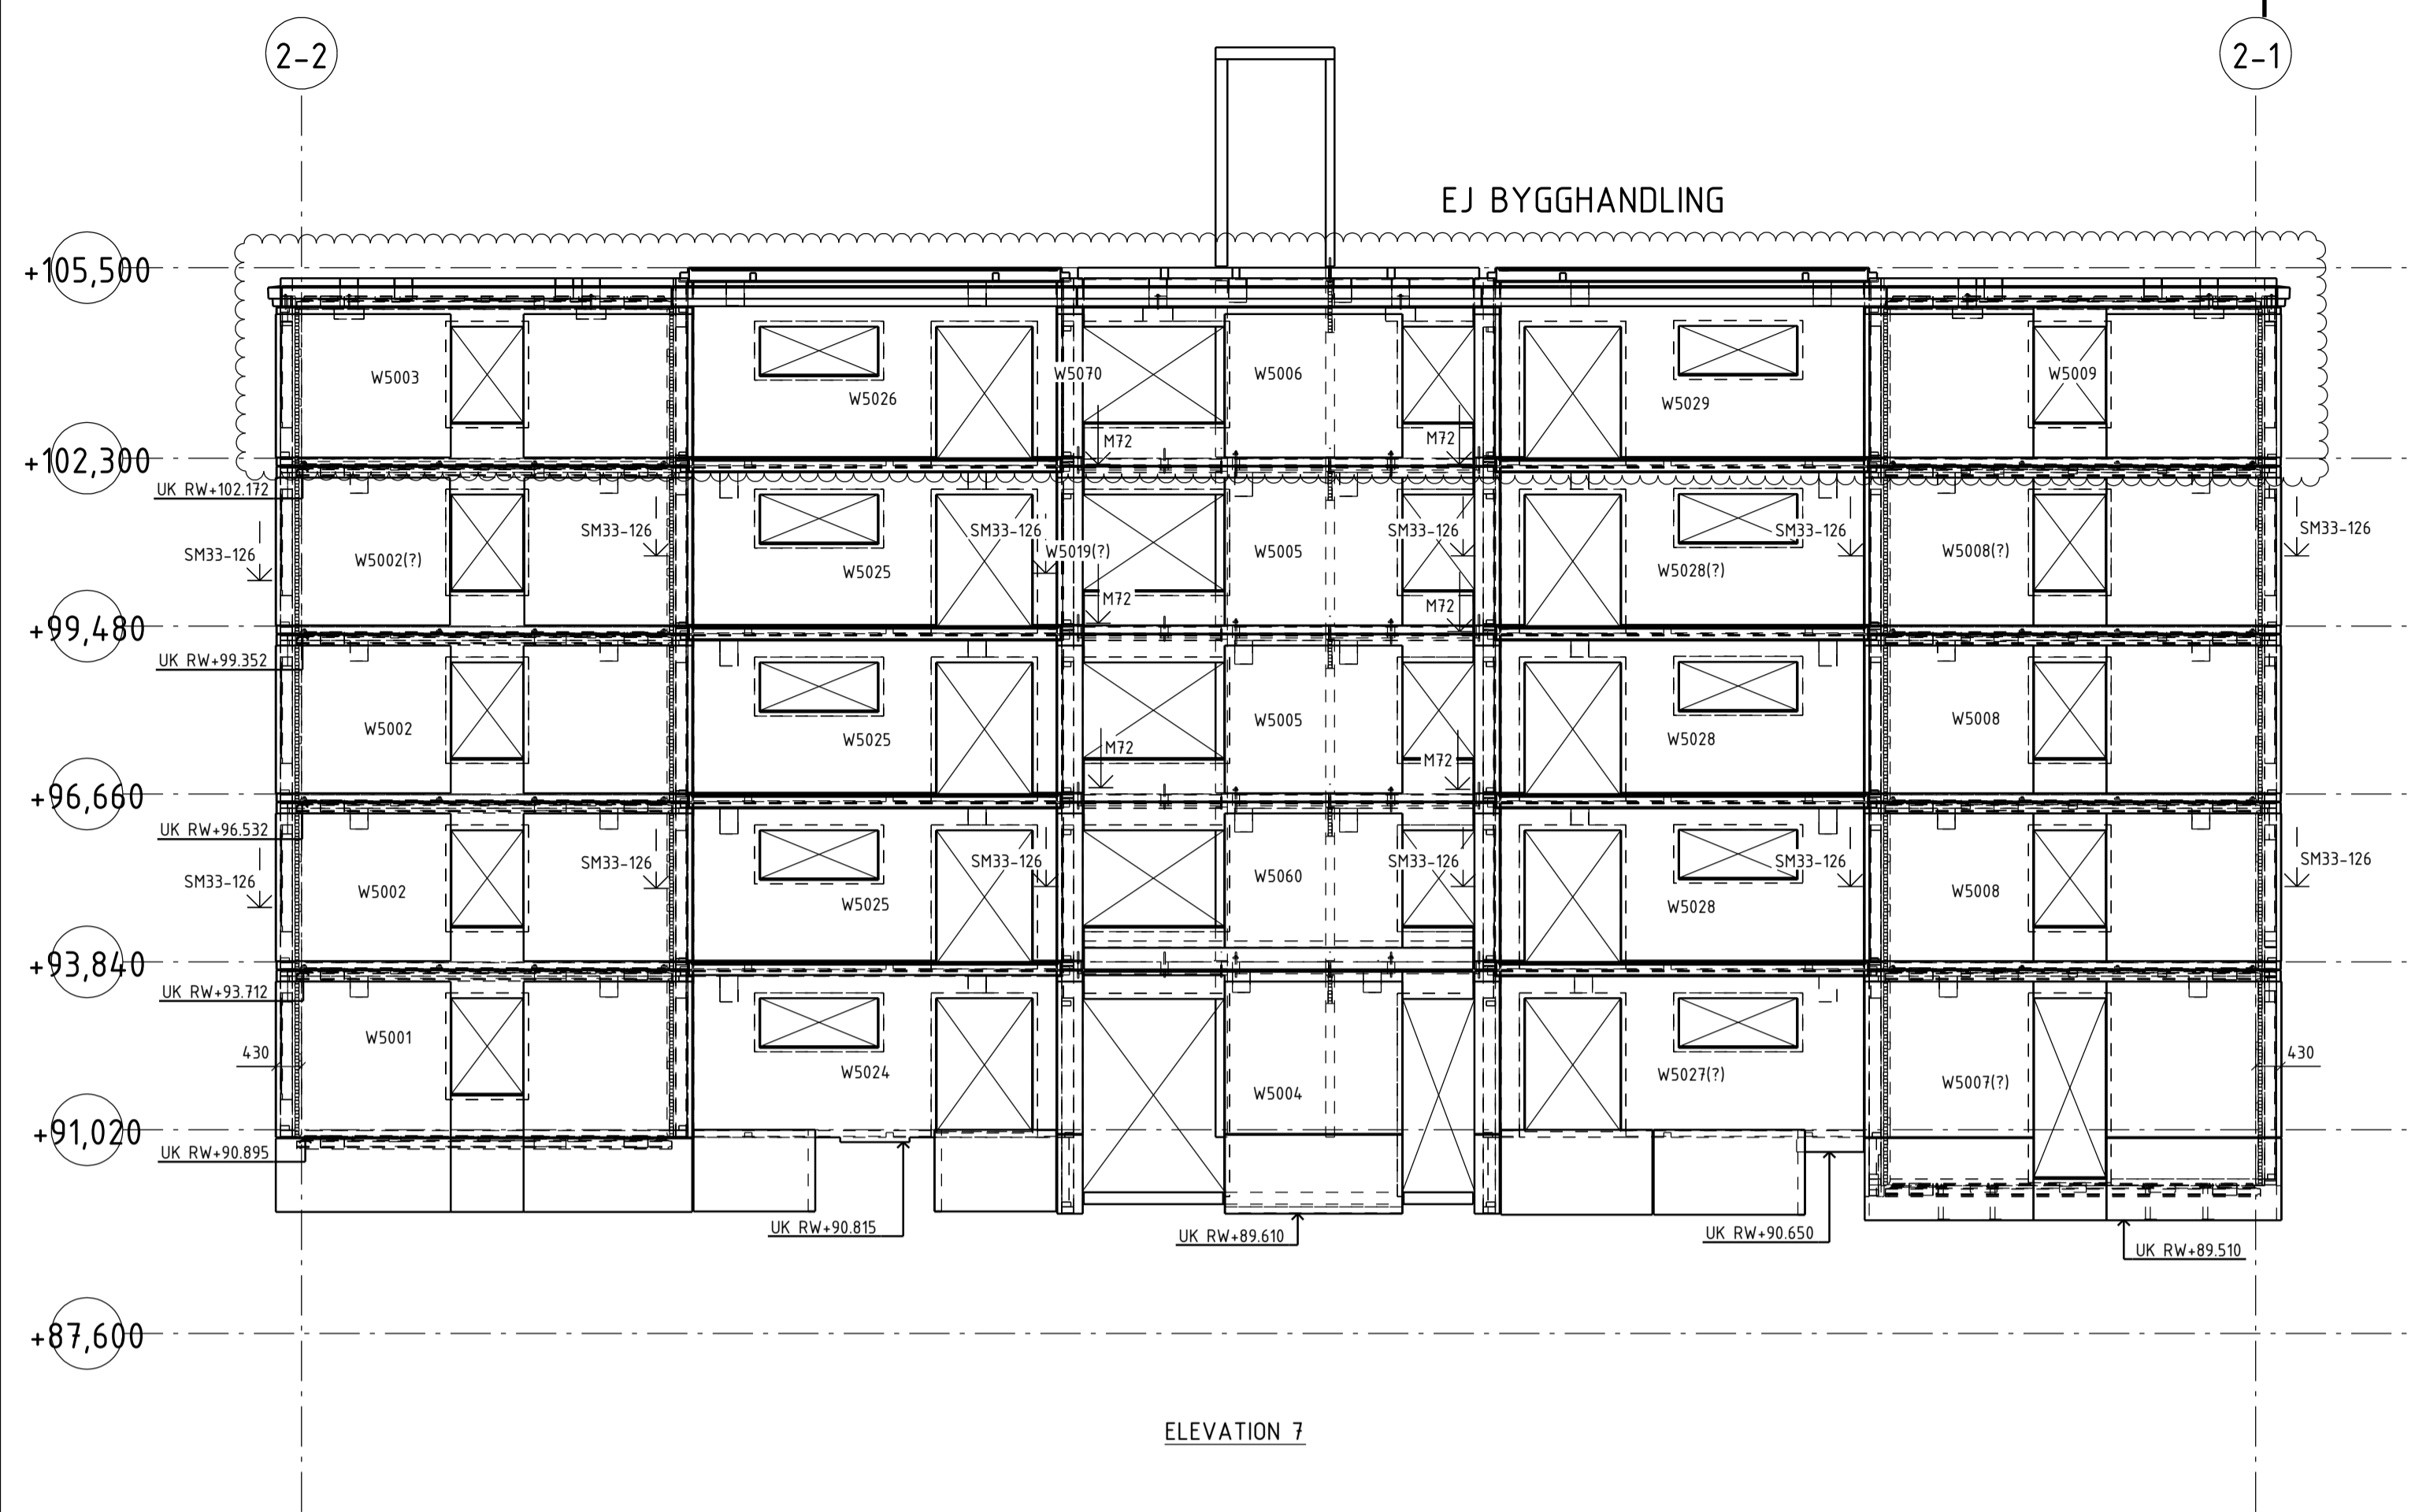 2-2
2-1
EJ BYGGHANDLING
+105,500
W5003
W5026
W5070
W5006
W5029
W5009
M72
M72
+102,300
UK RW+102.172
SM33-126
SM33-126
SM33-126
SM33-126
SM33-126
SM33-126
W5002(?)
W5025
W5019(?)
W5005
W5028(?)
W5008(?)
M72
M72
+99,480
UK RW+99.352
W5002
W5025
W5005
W5028
W5008
M72
M72
+96,660
UK RW+96.532
SM33-126
SM33-126
SM33-126
SM33-126
SM33-126
SM33-126
W5002
W5025
W5060
W5028
W5008
+93,840
UK RW+93.712
W5001
430
W5024
W5004
W5027(?)
W5007(?)
430
+91,020
UK RW+90.895
UK RW+90.815
UK RW+89.610
UK RW+90.650
UK RW+89.510
+87,600
ELEVATION 7